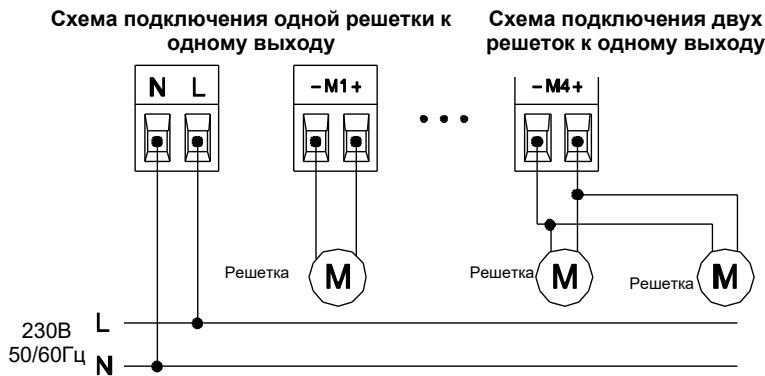 Схема подключения одной решетки к
одному выходу
Схема подключения двух
решеток к одному выходу
N L
– M1 +
– M4 +
Решетка
M
Решетка
M
Решетка
M
230В
50/60Гц
L
N